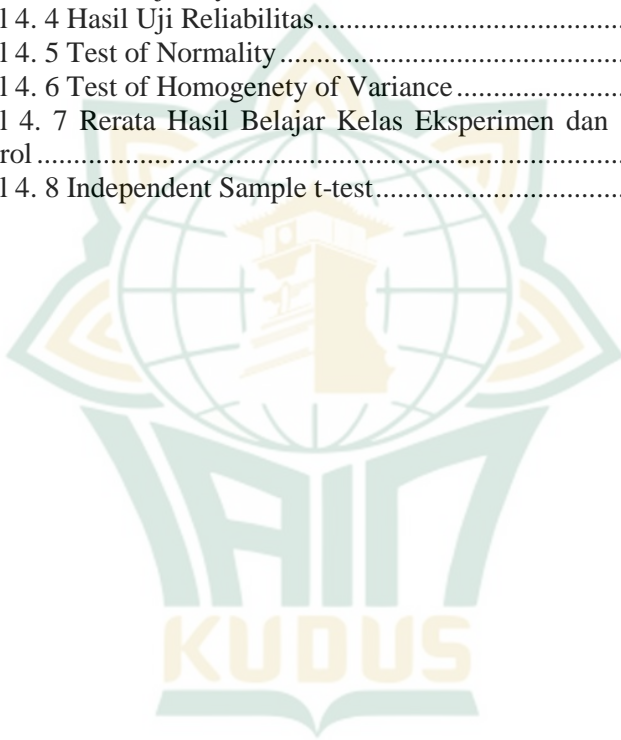 l 4. 4 Hasil Uji Reliabilitas
l 4. 5 Test of Normality
l 4. 6 Test of Homogenety of Variance
l 4. 7 Rerata Hasil Belajar Kelas Eksperimen dan
rol
l 4. 8 Independent Sample t-test
IAIN
KUDUS